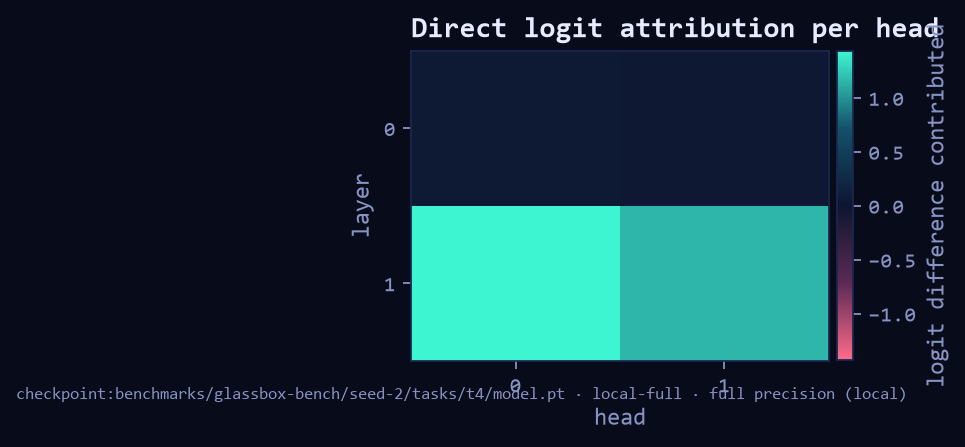 Direct logit attribution per head
layer
0
1
0
1
head
1.0
0.5
0.0
−0.5
−1.0
logit difference contributed
checkpoint:benchmarks/glassbox-bench/seed-2/tasks/t4/model.pt · local-full · full precision (local)